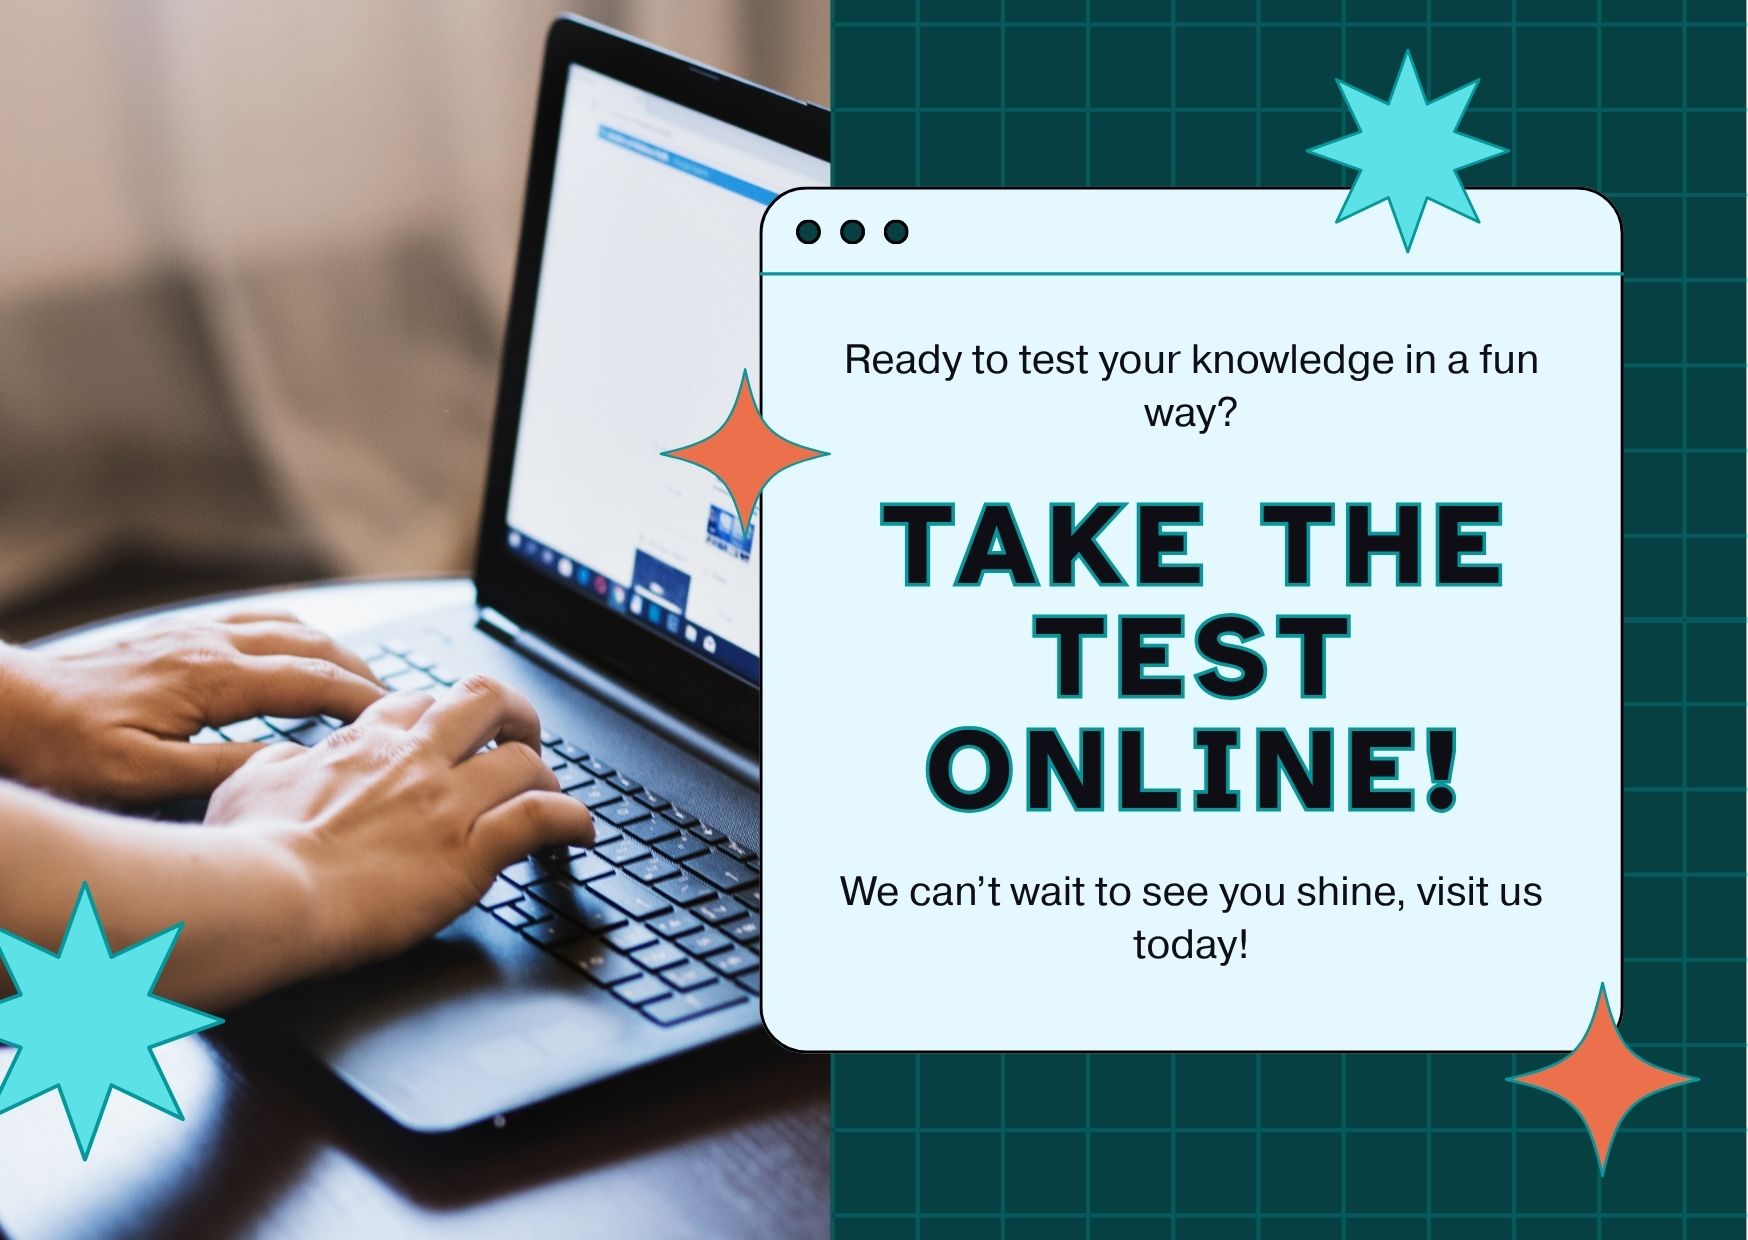 Ready to test your knowledge in a fun
way?
TAKE THE
TEST
ONLINE!
We can’t wait to see you shine, visit us
today!